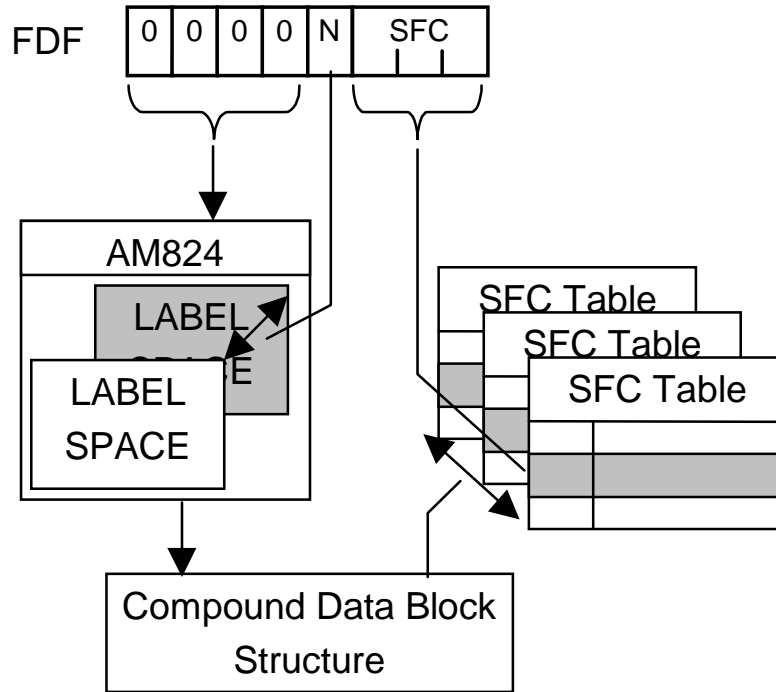 FDF 0 0 0 0 N SFC
AM824
LABEL
SPACE
LABEL
SPACE
SFC Table
SFC Table
SFC Table
Compound Data Block
Structure